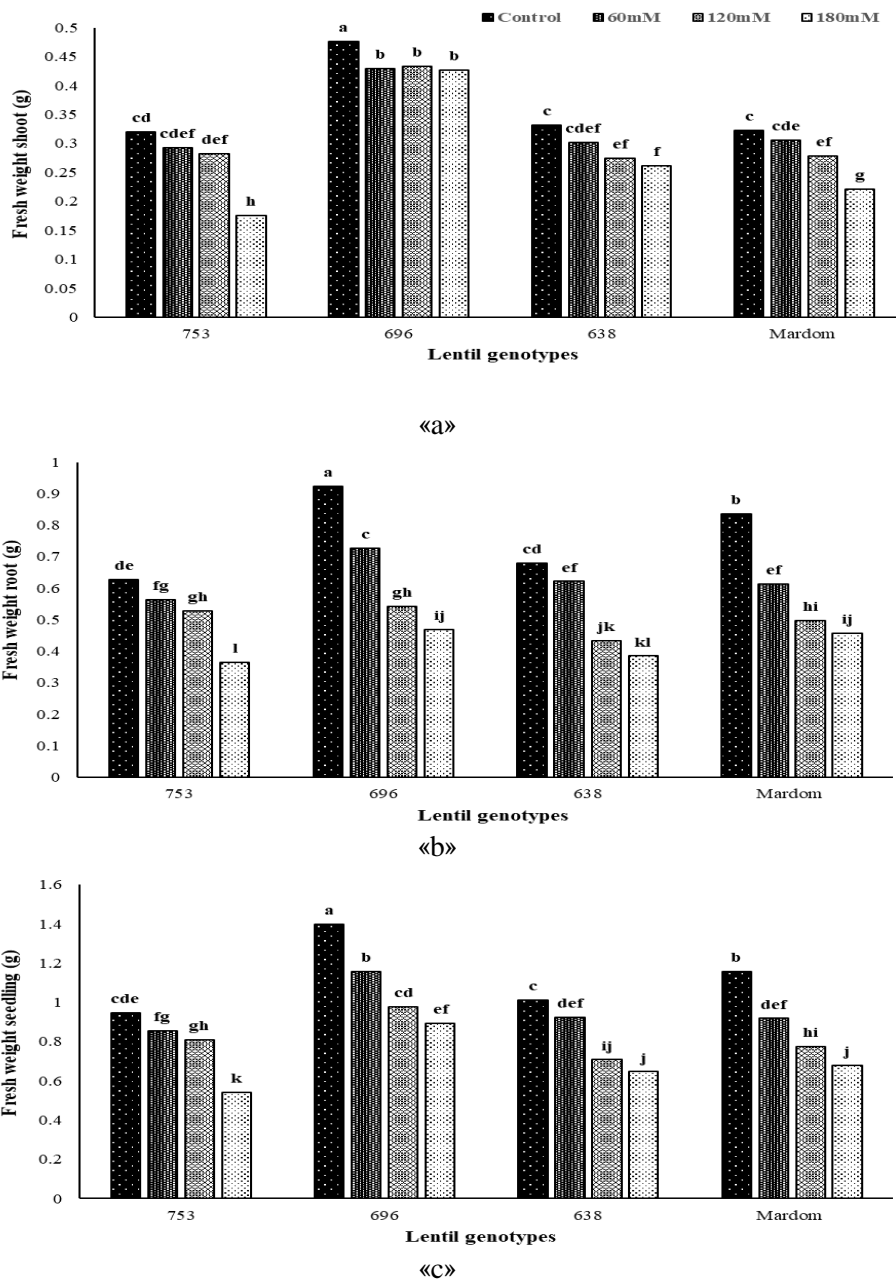 Control 60mM 120mM 180mM
Fresh weight shoot (g)
0.5
0.45
0.4
0.35
0.3
0.25
0.2
0.15
0.1
0.05
0
cd cdef def h
a b b b
c cdef ef f
c cde ef g
753 696 638 Mardom
Lentil genotypes
«a»
Fresh weight root (g)
1
0.9
0.8
0.7
0.6
0.5
0.4
0.3
0.2
0.1
0
de fg gh l
a c gh ij
cd ef jk kl
b ef hi ij
753 696 638 Mardom
Lentil genotypes
«b»
Fresh weight seedling (g)
1.6
1.4
1.2
1
0.8
0.6
0.4
0.2
0
cde fg gh k
a b cd ef
c def ij j
b def hi j
753 696 638 Mardom
Lentil genotypes
«c»